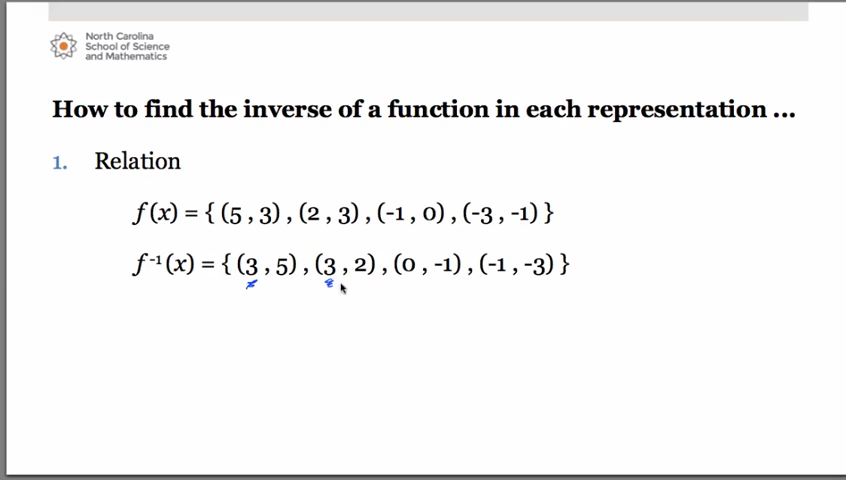 North Carolina
School of Science
and Mathematics
How to find the inverse of a function in each representation ...
1. Relation
f(x) = { (5 , 3) , (2 , 3) , (-1 , 0) , (-3 , -1) }
f⁻¹(x) = { (3 , 5) , (3 , 2) , (0 , -1) , (-1 , -3) }